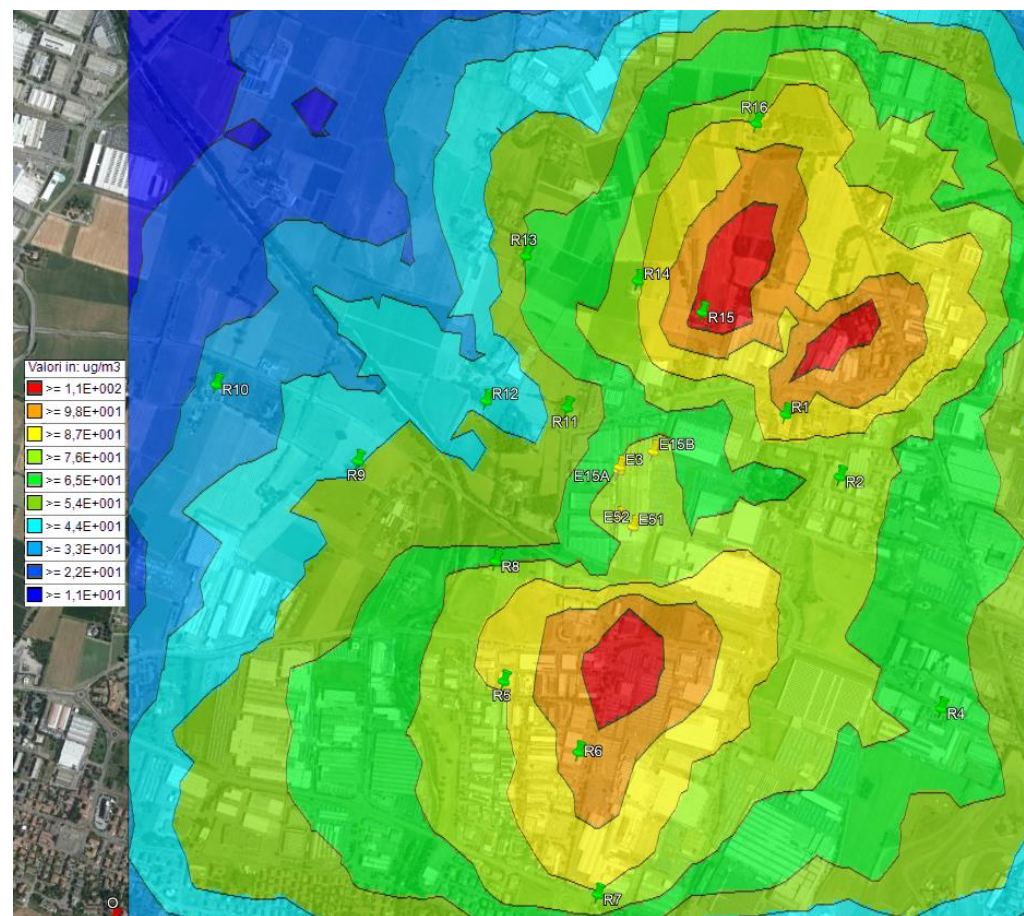 R16
R13
R14
R15
Valori in: ug/m3
>= 1,1E+002
>= 9,8E+001
>= 8,7E+001
>= 7,6E+001
>= 6,5E+001
>= 5,4E+001
>= 4,4E+001
>= 3,3E+001
>= 2,2E+001
>= 1,1E+001
R10
R12
R11
R1
E15B
E3
R9
E15A
R2
E52
E51
R8
R5
R4
R6
R7
O